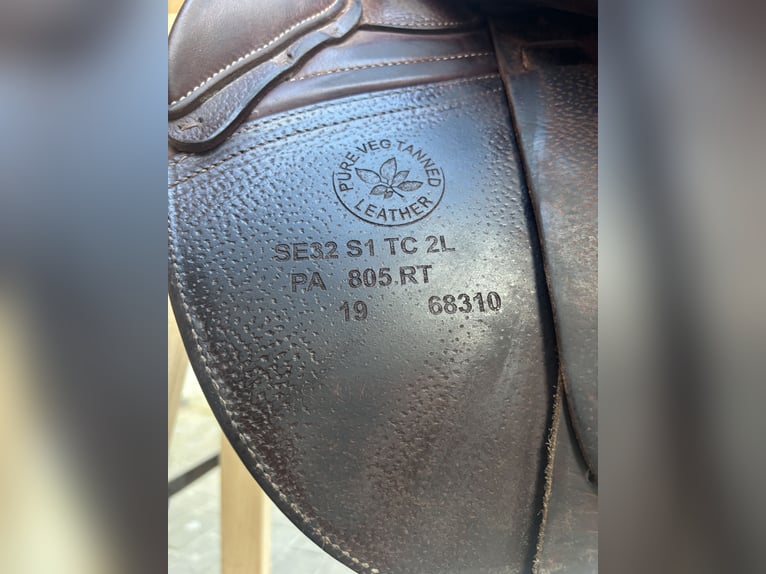 PURE VEG TANNED
LEATHER
SE32 S1 TC 2L
PA 805.RT
19 68310